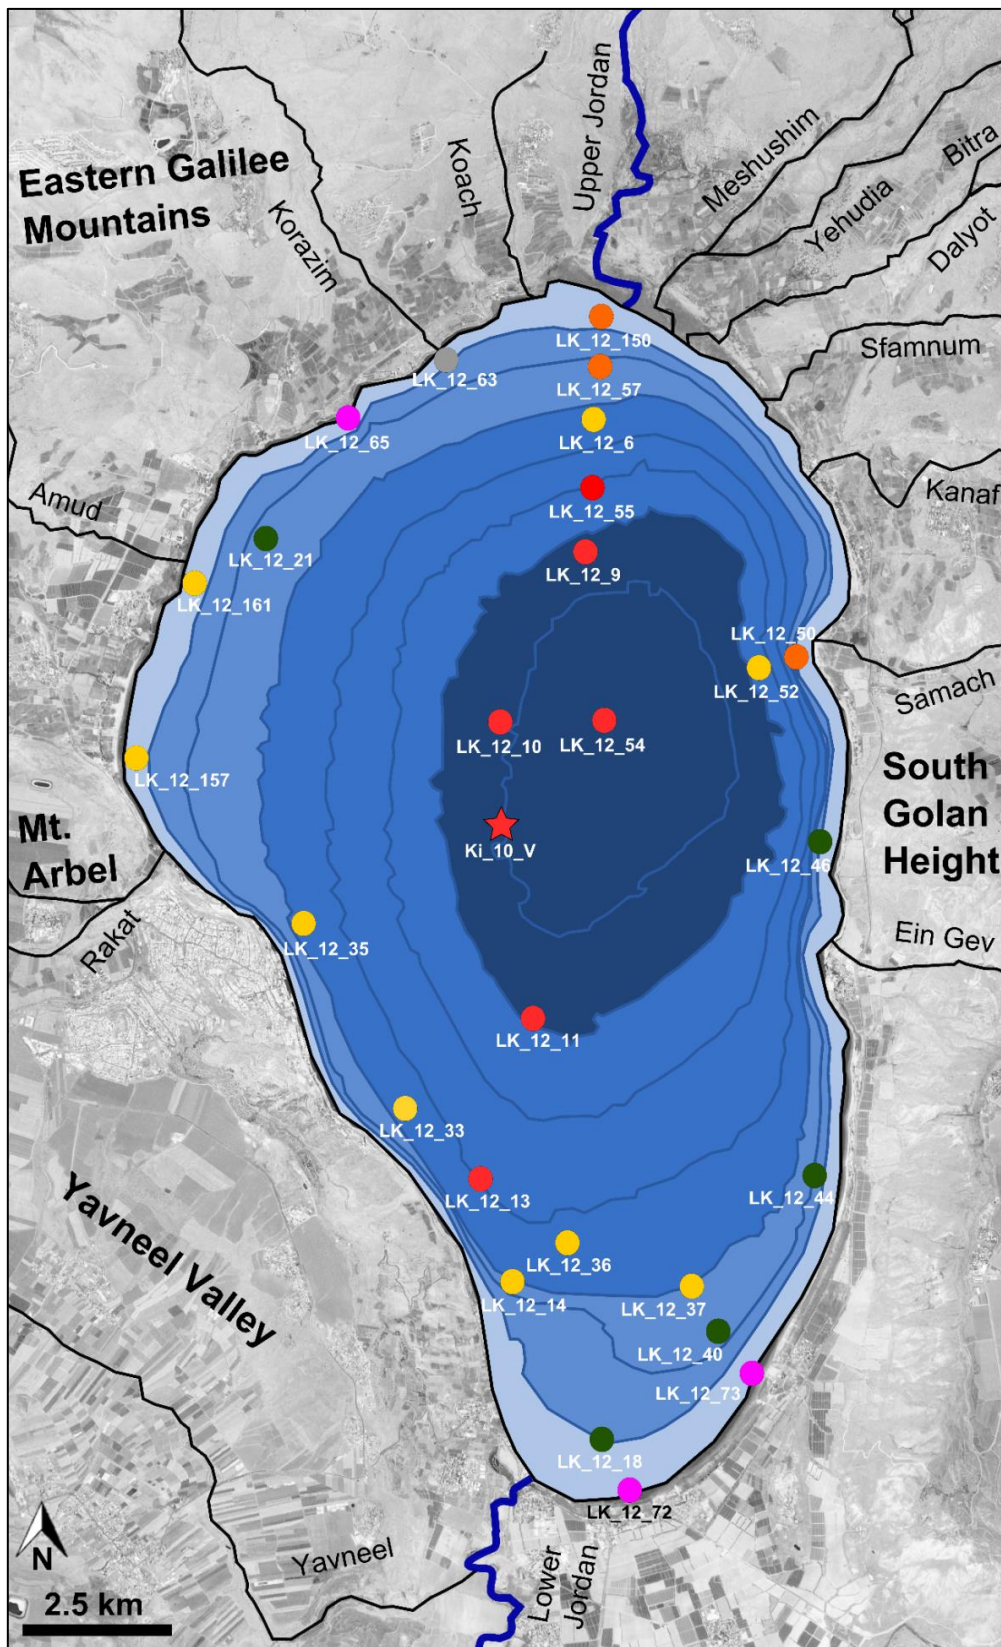 Upper Jordan
Meshushim
Bitra
Yehudia
Dalyot
Koach
Korazim
Eastern Galilee
Mountains
Sfamnum
LK_12_150
LK_12_63
LK_12_57
LK_12_65
LK_12_6
Kanaf
Amud
LK_12_55
LK_12_21
LK_12_9
LK_12_161
LK_12_50
LK_12_52
Samach
LK_12_10
LK_12_54
LK_12_157
South
Golan
Height
Mt.
Arbel
Ki_10_V
LK_12_46
Rakat
LK_12_35
Ein Gev
LK_12_11
LK_12_33
LK_12_13
LK_12_44
Yavneel Valley
LK_12_36
LK_12_14
LK_12_37
LK_12_40
LK_12_73
LK_12_18
LK_12_72
N
Yavneel
Lower
Jordan
2.5 km